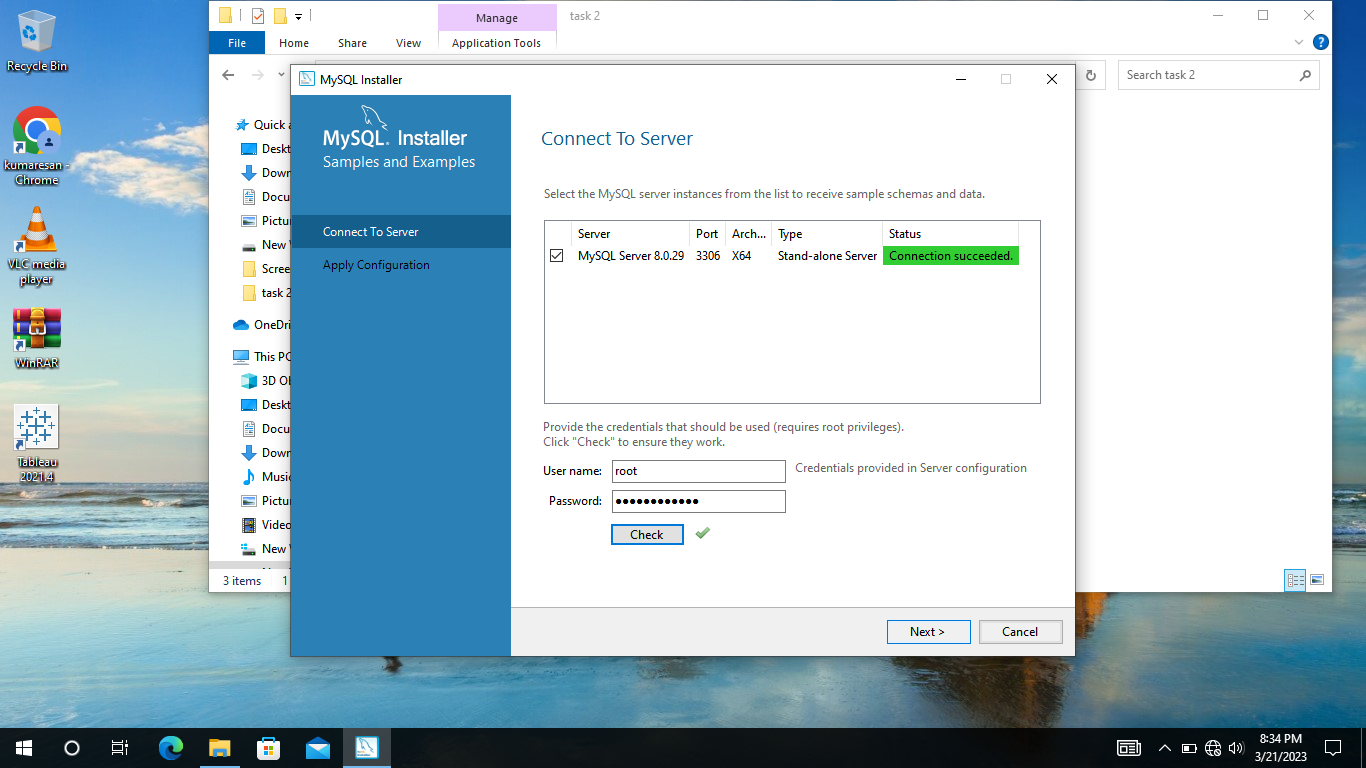 Recycle Bin
kumaresan -
Chrome
VLC media
player
WinRAR
Tableau
2021.4
Manage
task 2
File
Home
Share
View
Application Tools
Search task 2
Quick
Deskt
Down
Docu
Pictur
New
Scree
task 2
OneDri
This PC
3D O
Deskt
Docu
Down
Music
Pictur
Video
New
3 items
1
MySQL Installer
MySQL. Installer
Samples and Examples
Connect To Server
Apply Configuration
Connect To Server
Select the MySQL server instances from the list to receive sample schemas and data.
Server Port Arch... Type Status
MySQL Server 8.0.29 3306 X64 Stand-alone Server Connection succeeded.
Provide the credentials that should be used (requires root privileges).
Click "Check" to ensure they work.
User name: root Credentials provided in Server configuration
Password: ●●●●●●●●●●●●
Check
Next > Cancel
Installer
8:34 PM
3/21/2023